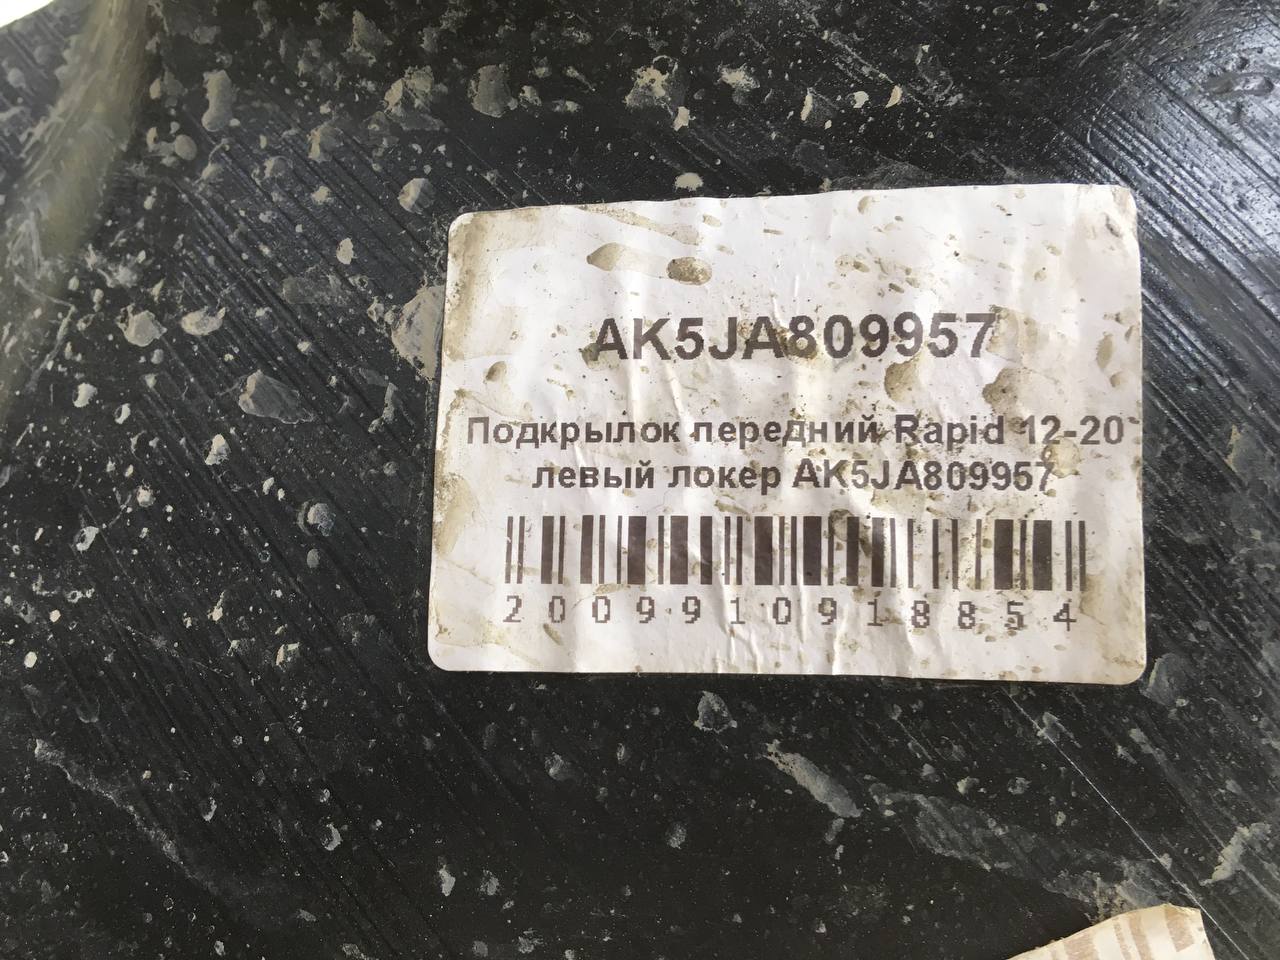 AK5JA809957
Подкрылок передний Rapid 12-20
левый локер AK5JA809957
2009910918854